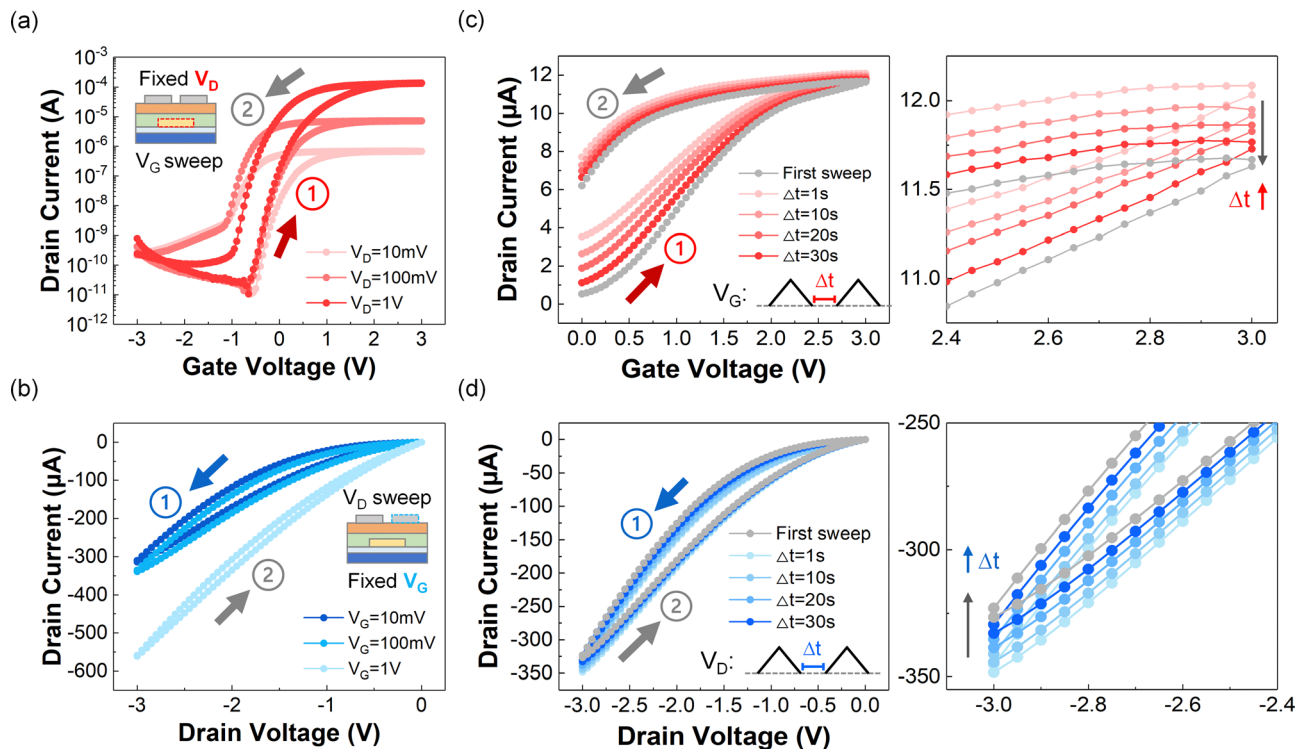 (a)
Drain Current (A)
10⁻³
10⁻⁴
10⁻⁵
10⁻⁶
10⁻⁷
10⁻⁸
10⁻⁹
10⁻¹⁰
10⁻¹¹
10⁻¹²
Fixed V_D
V_G sweep
②
①
V_D=10mV
V_D=100mV
V_D=1V
-3 -2 -1 0 1 2 3
Gate Voltage (V)
(c)
Drain Current (μA)
12
10
8
6
4
2
0
②
①
First sweep
Δt=1s
Δt=10s
Δt=20s
Δt=30s
V_G:
Δt
0.0 0.5 1.0 1.5 2.0 2.5 3.0
Gate Voltage (V)
12.0
11.5
11.0
Δt
2.4 2.6 2.8 3.0
(b)
Drain Current (μA)
0
-100
-200
-300
-400
-500
-600
①
②
V_D sweep
Fixed V_G
V_G=10mV
V_G=100mV
V_G=1V
-3 -2 -1 0
Drain Voltage (V)
(d)
Drain Current (μA)
0
-50
-100
-150
-200
-250
-300
-350
①
②
First sweep
Δt=1s
Δt=10s
Δt=20s
Δt=30s
V_D:
Δt
-3.0 -2.5 -2.0 -1.5 -1.0 -0.5 0.0
Drain Voltage (V)
-250
-300
-350
Δt
-3.0 -2.8 -2.6 -2.4